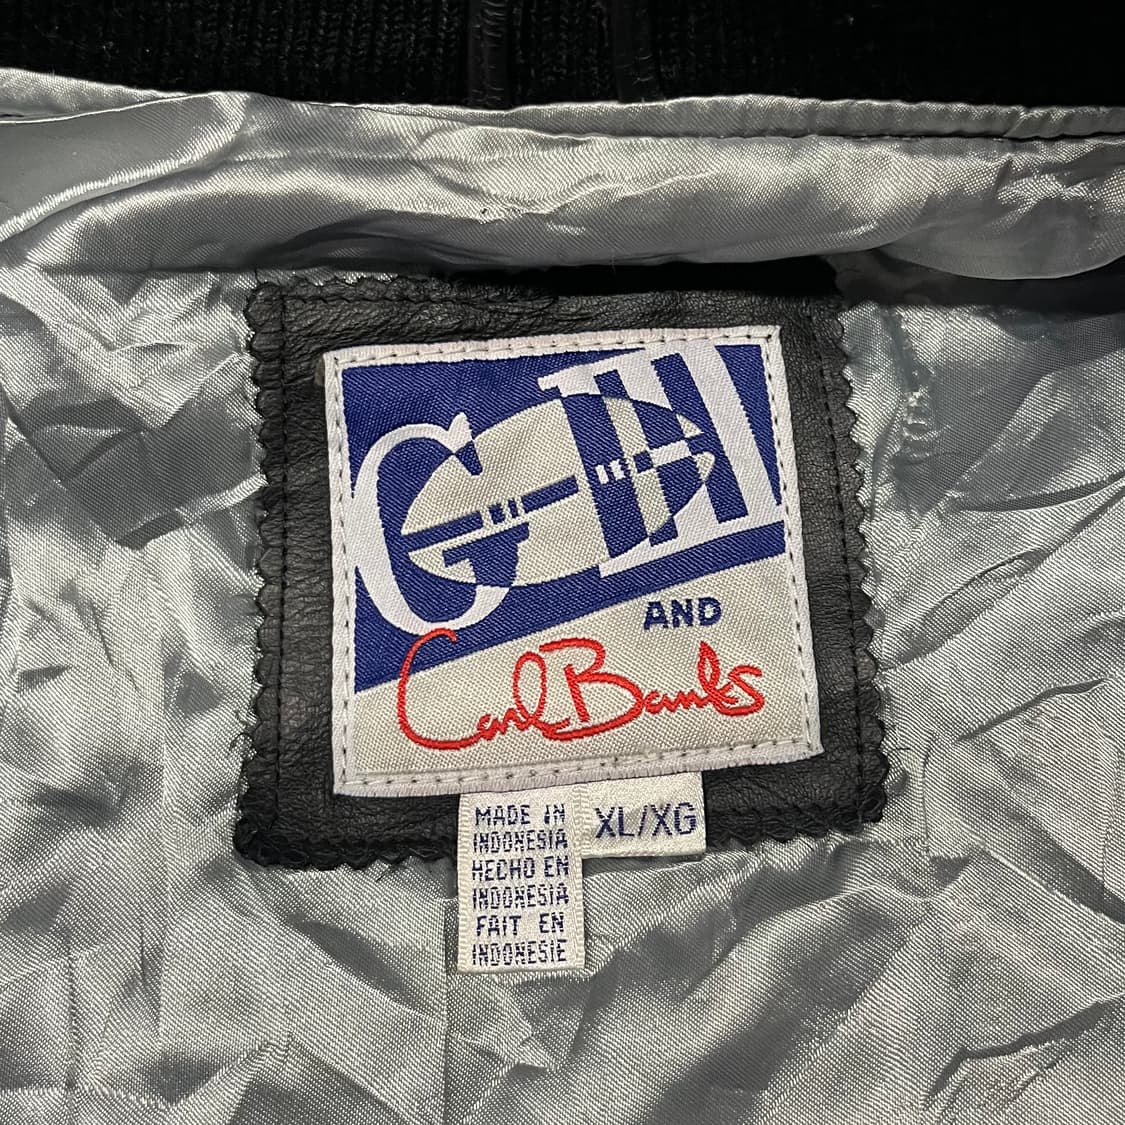 G-III
AND
Carl Banks
MADE IN
INDONESIA
HECHO EN
INDONESIA
FAIT EN
INDONESIE
XL/XG